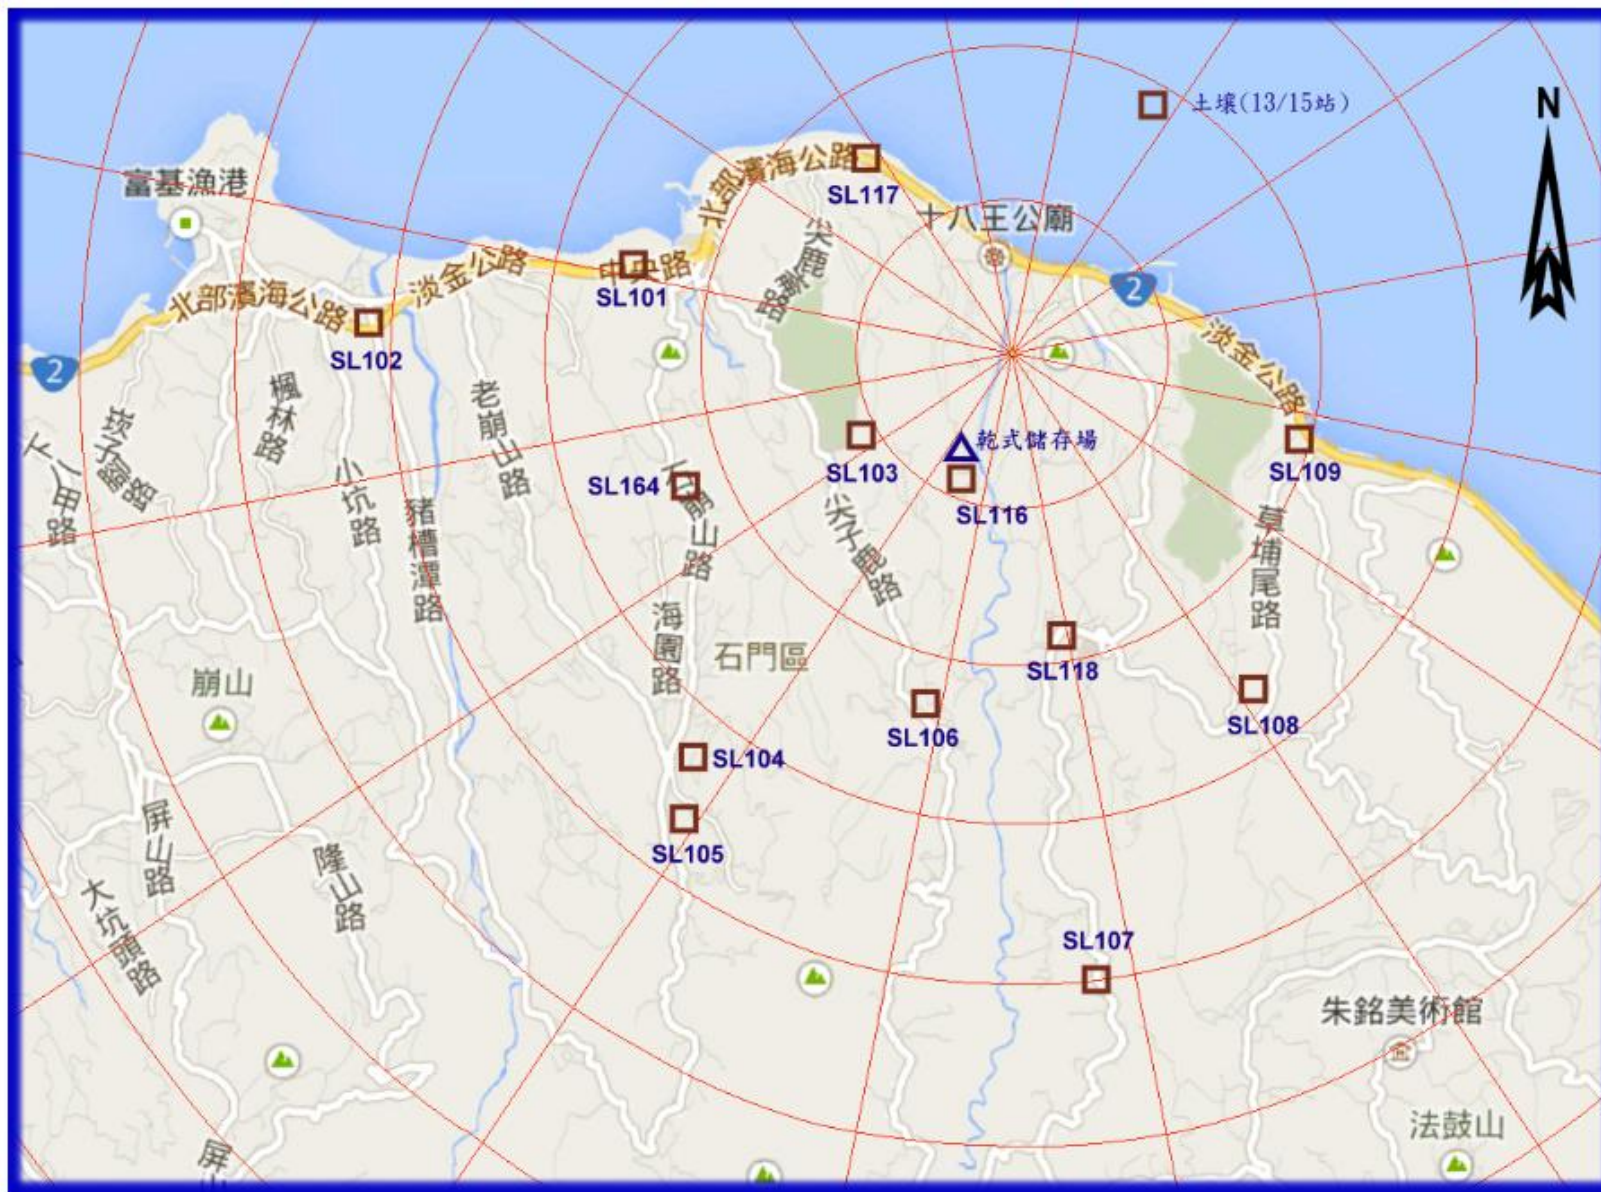 土壤(13/15站)
N
富基漁港
北部濱海公路
SL117
十八王公廟
尖鹿路
2
淡金公路
中央路
SL101
北部濱海公路
SL102
淡金公路
2
楓林路
崁子腳路
老崩山路
乾式儲存場
SL103
SL109
下八甲路
小坑路
SL164
石崩山路
SL116
豬槽潭路
尖子鹿路
草埔尾路
海園路
石門區
SL118
崩山
SL108
SL106
SL104
屏山路
SL105
隆山路
大坑頭路
SL107
朱銘美術館
法鼓山
屏